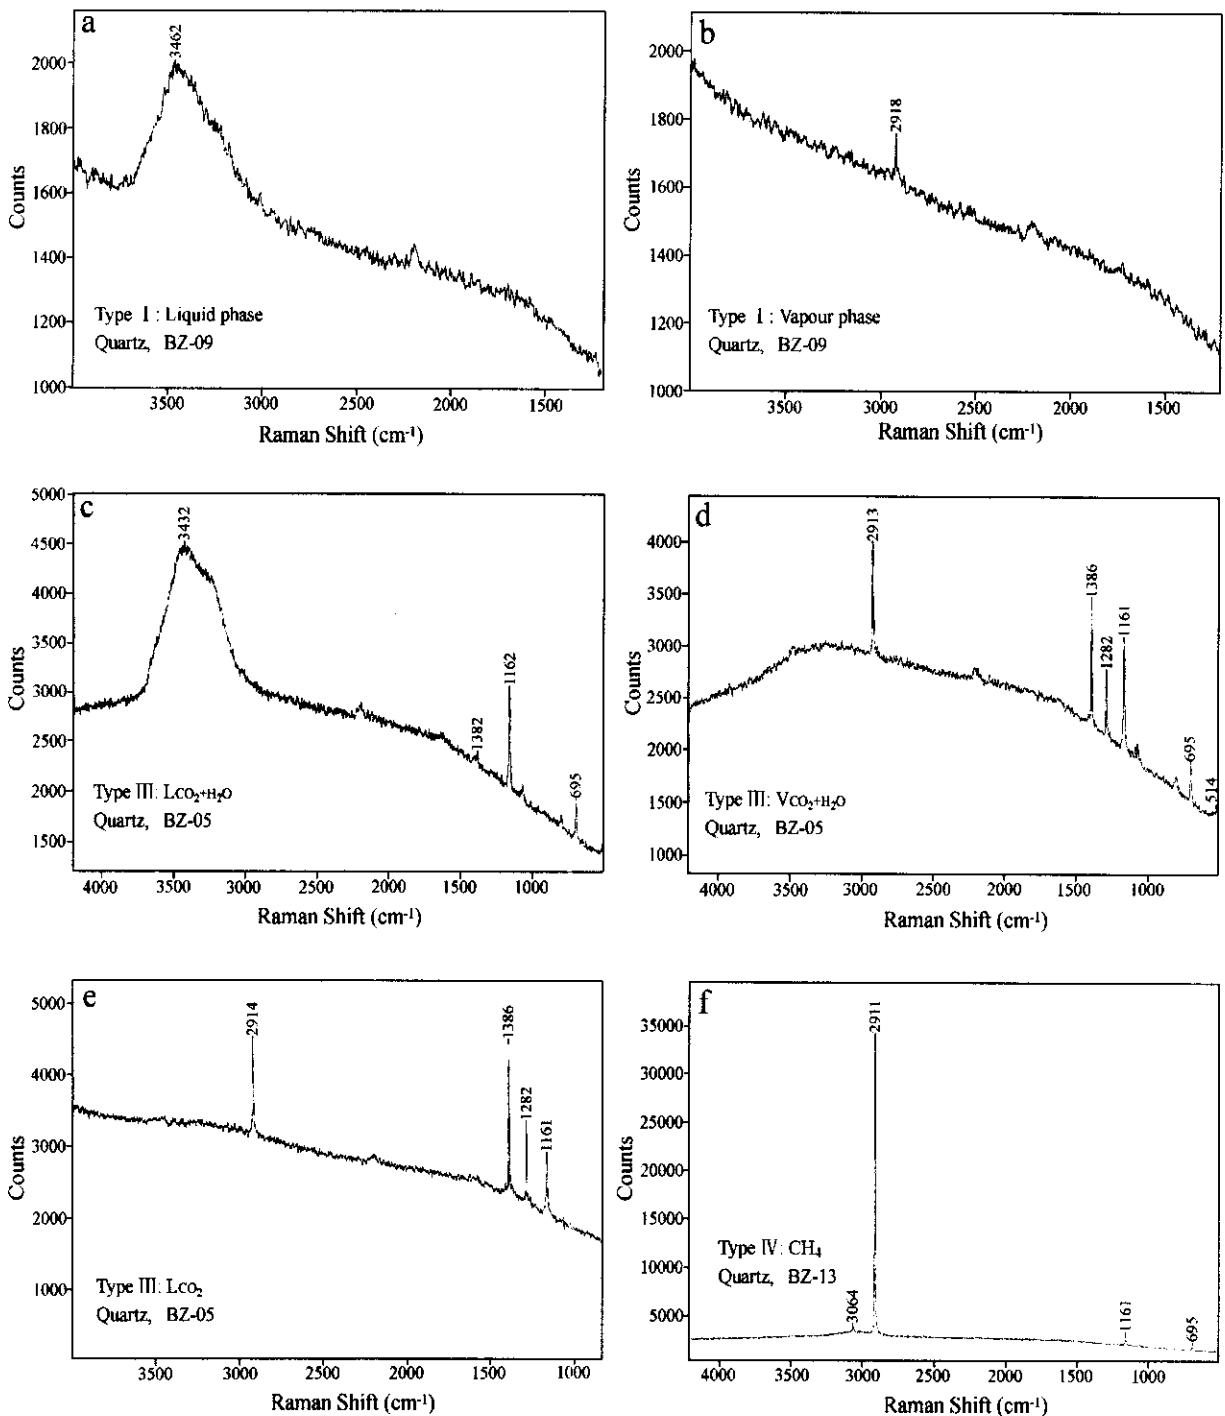 a
3462
2000
1800
1600
1400
1200
1000
Counts
Type I : Liquid phase
Quartz, BZ-09
3500 3000 2500 2000 1500
Raman Shift (cm-1)
b
2918
2000
1800
1600
1400
1200
1000
Counts
Type I : Vapour phase
Quartz, BZ-09
3500 3000 2500 2000 1500
Raman Shift (cm-1)
c
3432
1382
1162
695
5000
4500
4000
3500
3000
2500
2000
1500
Counts
Type III: LCO2+H2O
Quartz, BZ-05
4000 3500 3000 2500 2000 1500 1000
Raman Shift (cm-1)
d
2913
1386
1282
1161
695
514
4000
3500
3000
2500
2000
1500
1000
Counts
Type III: VCO2+H2O
Quartz, BZ-05
4000 3500 3000 2500 2000 1500 1000
Raman Shift (cm-1)
e
2914
-1386
1282
1161
5000
4000
3000
2000
1000
Counts
Type III: LCO2
Quartz, BZ-05
3500 3000 2500 2000 1500 1000
Raman Shift (cm-1)
f
3064
2911
1161
695
35000
30000
25000
20000
15000
10000
5000
Counts
Type IV: CH4
Quartz, BZ-13
4000 3500 3000 2500 2000 1500 1000
Raman Shift (cm-1)